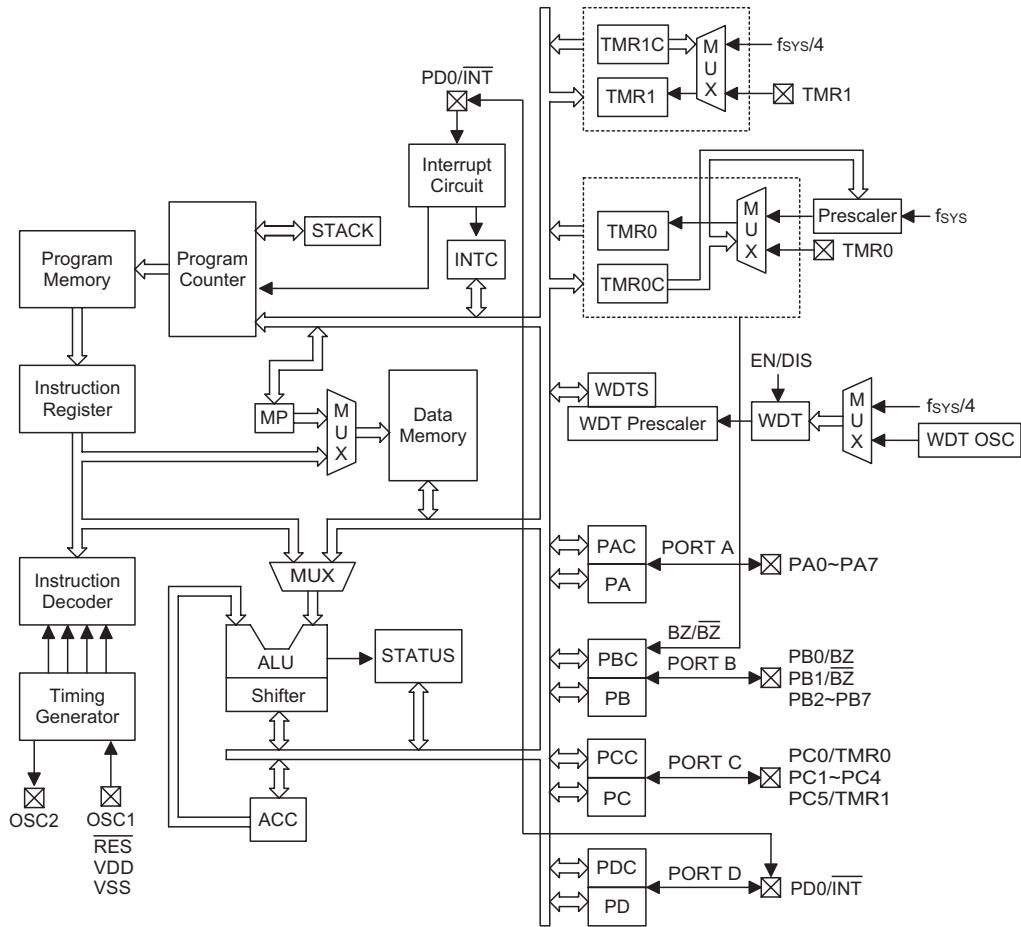 TMR1C
MUX
fSYS/4
TMR1
TMR1
PD0/INT
Interrupt
Circuit
STACK
INTC
Program
Memory
Program
Counter
TMR0
TMR0C
MUX
Prescaler
fSYS
TMR0
Instruction
Register
MP
MUX
Data
Memory
WDTS
WDT Prescaler
EN/DIS
WDT
MUX
fSYS/4
WDT OSC
MUX
PAC
PA
PORT A
PA0~PA7
Instruction
Decoder
ALU
Shifter
STATUS
BZ/BZ
PBC
PB
PORT B
PB0/BZ
PB1/BZ
PB2~PB7
Timing
Generator
OSC2
OSC1
RES
VDD
VSS
ACC
PCC
PC
PORT C
PC0/TMR0
PC1~PC4
PC5/TMR1
PDC
PD
PORT D
PD0/INT